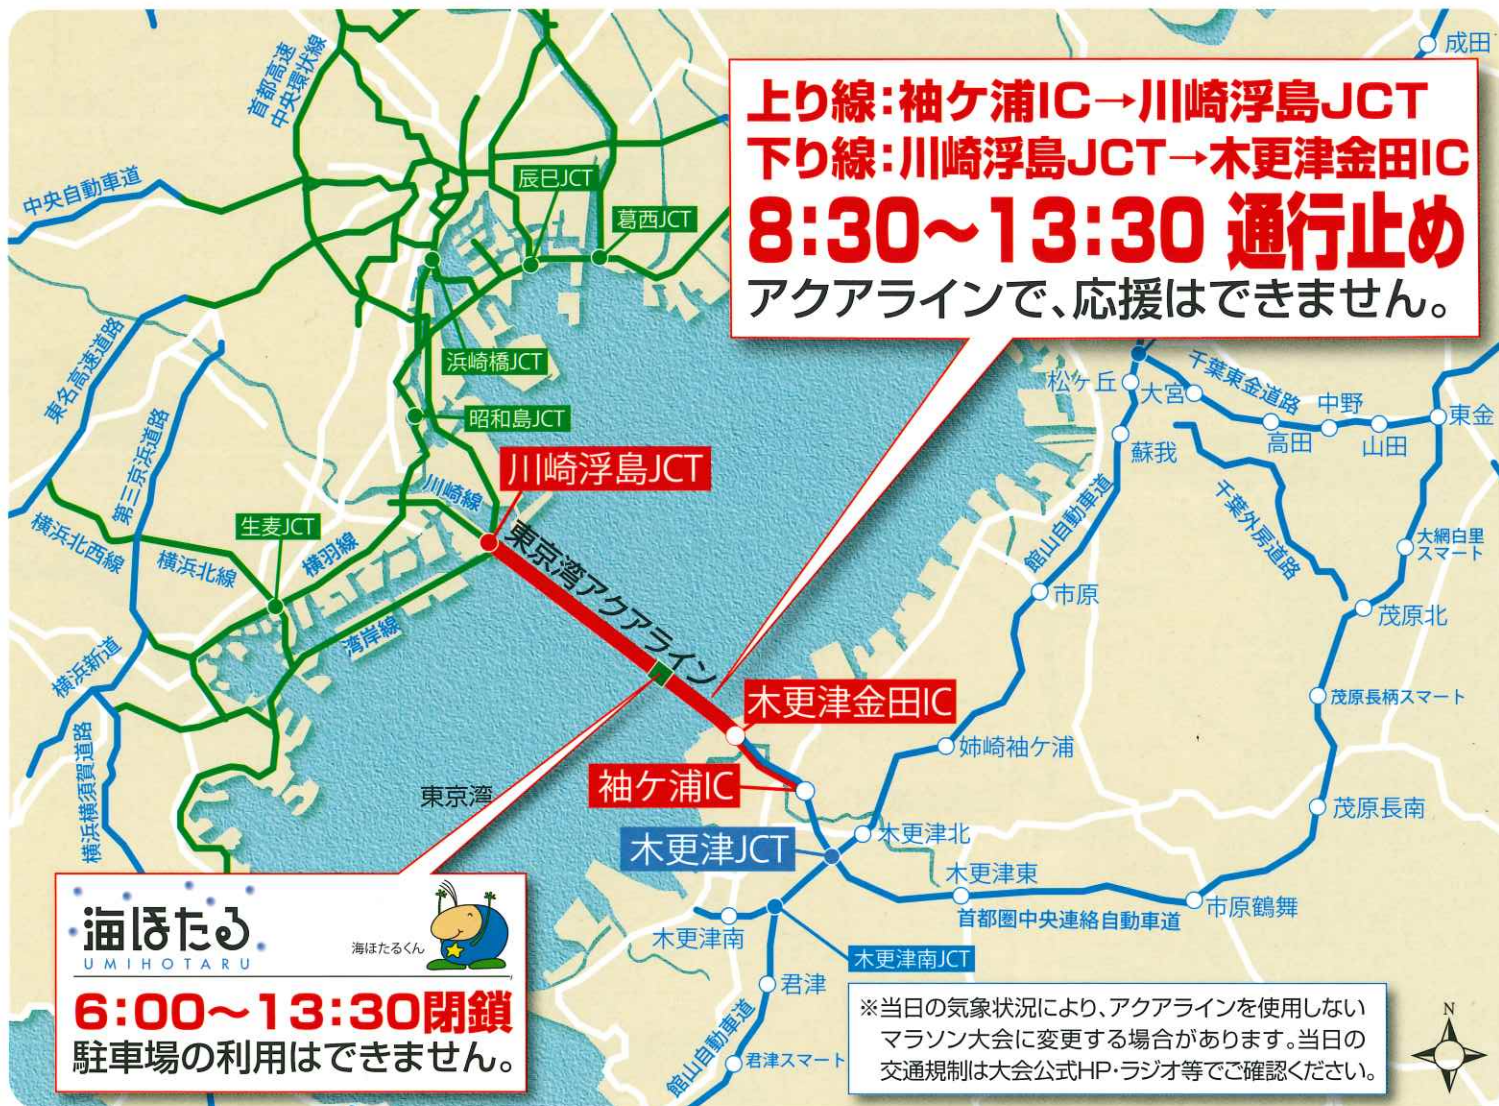 成田
上り線：袖ケ浦IC→川崎浮島JCT
下り線：川崎浮島JCT→木更津金田IC
8：30～13：30 通行止め
アクアラインで、応援はできません。
首都高速
中央環状線
中央自動車道
辰巳JCT
葛西JCT
浜崎橋JCT
昭和島JCT
東名高速道路
第三京浜道路
川崎浮島JCT
川崎線
横浜北西線
横浜北線
生麦JCT
横羽線
湾岸線
横浜新道
横浜横須賀道路
東京湾アクアライン
東京湾
松ヶ丘
大宮
千葉東金道路
高田
中野
山田
東金
蘇我
千葉外房道路
館山自動車道
大網白里
スマート
市原
茂原北
茂原長柄スマート
木更津金田IC
姉崎袖ケ浦
袖ケ浦IC
茂原長南
木更津北
木更津JCT
木更津東
首都圏中央連絡自動車道
市原鶴舞
木更津南
木更津南JCT
君津
館山自動車道
君津スマート
海ほたる
UMIHOTARU
海ほたるくん
6：00～13：30閉鎖
駐車場の利用はできません。
※当日の気象状況により、アクアラインを使用しない
マラソン大会に変更する場合があります。当日の
交通規制は大会公式HP・ラジオ等でご確認ください。
N